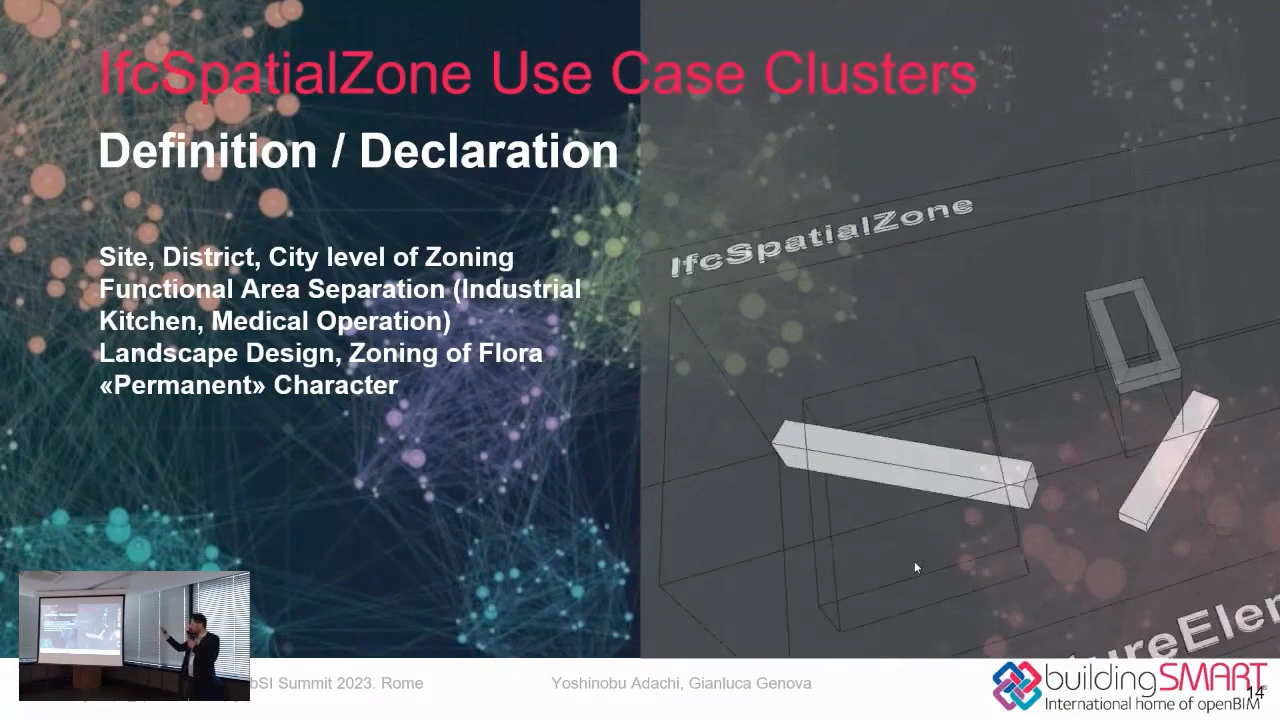 IfcSpatialZone Use Case Clusters
Definition / Declaration
Site, District, City level of Zoning
Functional Area Separation (Industrial
Kitchen, Medical Operation)
Landscape Design, Zoning of Flora
«Permanent» Character
IfcSpatialZone
ureElem
bSI Summit 2023. Rome
Yoshinobu Adachi, Gianluca Genova
buildingSMART
International home of openBIM
14